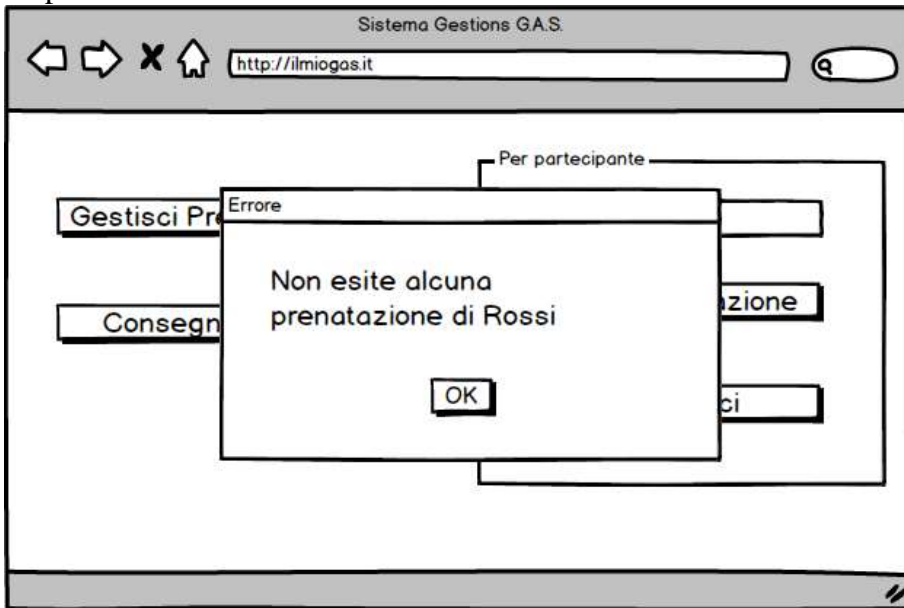 Sistema Gestions G.A.S.
http://ilmiogas.it
Per partecipante
Gestisci Pre
Errore
Non esite alcuna
prenatazione di Rossi
azione
Consegn
OK
ci